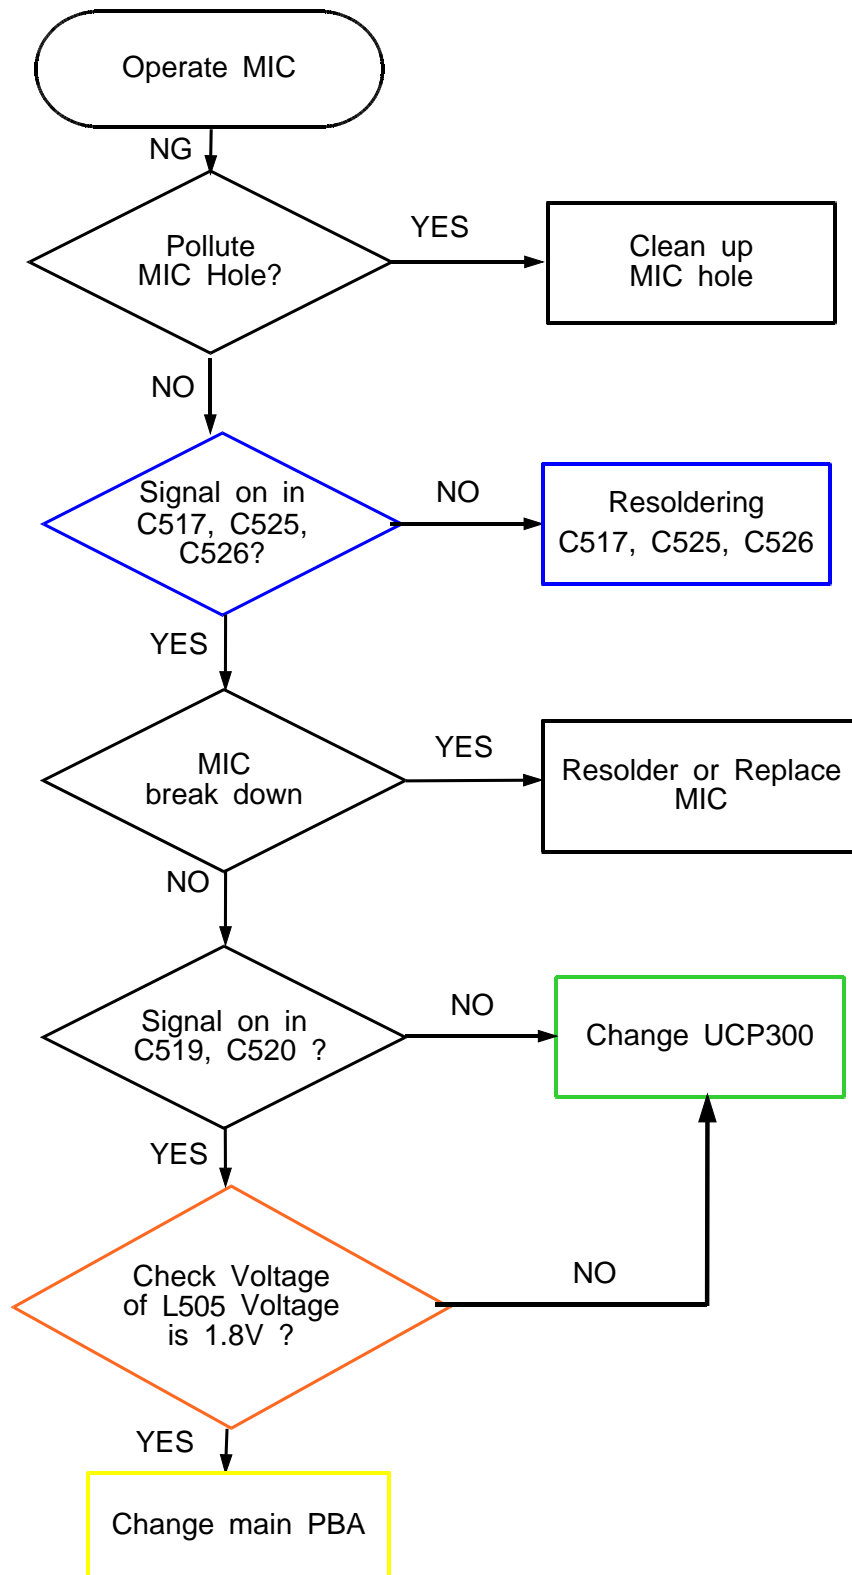 Operate MIC
NG
Pollute
MIC Hole?
YES
Clean up
MIC hole
NO
Signal on in
C517, C525,
C526?
NO
Resoldering
C517, C525, C526
YES
MIC
break down
YES
Resolder or Replace
MIC
NO
Signal on in
C519, C520 ?
NO
Change UCP300
YES
Check Voltage
of L505 Voltage
is 1.8V ?
NO
YES
Change main PBA